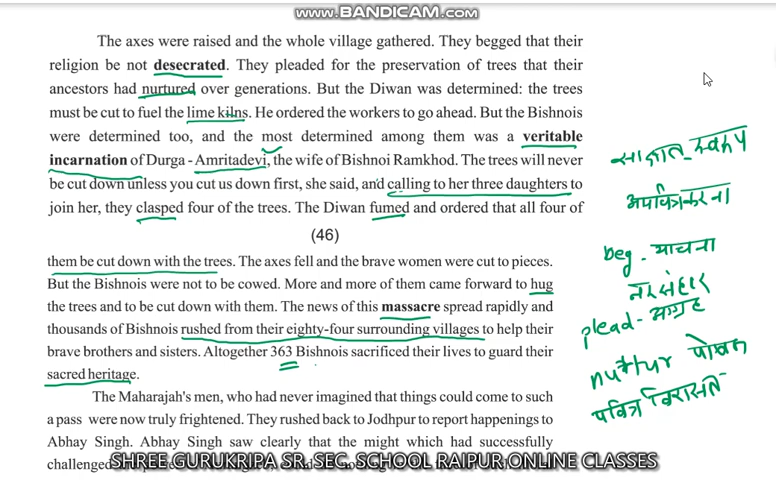 www.BANDICAM.com
The axes were raised and the whole village gathered. They begged that their
religion be not desecrated. They pleaded for the preservation of trees that their
ancestors had nurtured over generations. But the Diwan was determined: the trees
must be cut to fuel the lime kilns. He ordered the workers to go ahead. But the Bishnois
were determined too, and the most determined among them was a veritable
incarnation of Durga - Amritadevi, the wife of Bishnoi Ramkhod. The trees will never
be cut down unless you cut us down first, she said, and calling to her three daughters to
join her, they clasped four of the trees. The Diwan fumed and ordered that all four of
(46)
them be cut down with the trees. The axes fell and the brave women were cut to pieces.
But the Bishnois were not to be cowed. More and more of them came forward to hug
the trees and to be cut down with them. The news of this massacre spread rapidly and
thousands of Bishnois rushed from their eighty-four surrounding villages to help their
brave brothers and sisters. Altogether 363 Bishnois sacrificed their lives to guard their
sacred heritage.
The Maharajah's men, who had never imagined that things could come to such
a pass were now truly frightened. They rushed back to Jodhpur to report happenings to
Abhay Singh. Abhay Singh saw clearly that the might which had successfully
challenged
SHREE GURUKRIPA SR. SEC. SCHOOL RAIPUR ONLINE CLASSES
साक्षात स्वरूप
अपवित्र करना
beg - याचना
नरसंहार
plead - आग्रह
nuttur पोषण
पवित्र विरासत